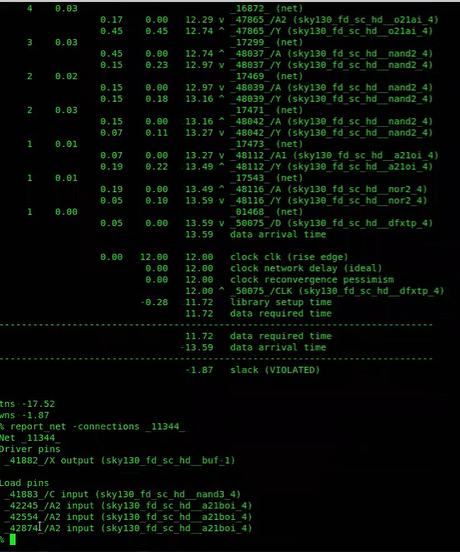 4 0.03 _16872_ (net)
0.17 0.00 12.29 v _47865_/A2 (sky130_fd_sc_hd__o21ai_4)
0.45 0.45 12.74 ^ _47865_/Y (sky130_fd_sc_hd__o21ai_4)
3 0.03 _17299_ (net)
0.45 0.00 12.74 ^ _48037_/A (sky130_fd_sc_hd__nand2_4)
0.15 0.23 12.97 v _48037_/Y (sky130_fd_sc_hd__nand2_4)
2 0.02 _17469_ (net)
0.15 0.00 12.97 v _48039_/A (sky130_fd_sc_hd__nand2_4)
0.15 0.18 13.16 ^ _48039_/Y (sky130_fd_sc_hd__nand2_4)
2 0.03 _17471_ (net)
0.15 0.00 13.16 ^ _48042_/A (sky130_fd_sc_hd__nand2_4)
0.07 0.11 13.27 v _48042_/Y (sky130_fd_sc_hd__nand2_4)
1 0.01 _17473_ (net)
0.07 0.00 13.27 v _48112_/A1 (sky130_fd_sc_hd__a21oi_4)
0.19 0.22 13.49 ^ _48112_/Y (sky130_fd_sc_hd__a21oi_4)
1 0.01 _17543_ (net)
0.19 0.00 13.49 ^ _48116_/A (sky130_fd_sc_hd__nor2_4)
0.05 0.10 13.59 v _48116_/Y (sky130_fd_sc_hd__nor2_4)
1 0.00 _01468_ (net)
0.05 0.00 13.59 v _50075_/D (sky130_fd_sc_hd__dfxtp_4)
13.59 data arrival time
0.00 12.00 12.00 clock clk (rise edge)
0.00 12.00 clock network delay (ideal)
0.00 12.00 clock reconvergence pessimism
12.00 ^ _50075_/CLK (sky130_fd_sc_hd__dfxtp_4)
-0.28 11.72 library setup time
11.72 data required time
---------------------------------------------------------
11.72 data required time
-13.59 data arrival time
---------------------------------------------------------
-1.87 slack (VIOLATED)
tns -17.52
wns -1.87
% report_net -connections _11344_
Net _11344_
Driver pins
_41882_/X output (sky130_fd_sc_hd__buf-1)
Load pins
_41883_/C input (sky130_fd_sc_hd__nand3_4)
_42245_/A2 input (sky130_fd_sc_hd__a21boi_4)
_42554_/A2 input (sky130_fd_sc_hd__a21boi_4)
_42874_/A2 input (sky130_fd_sc_hd__a21boi_4)
%